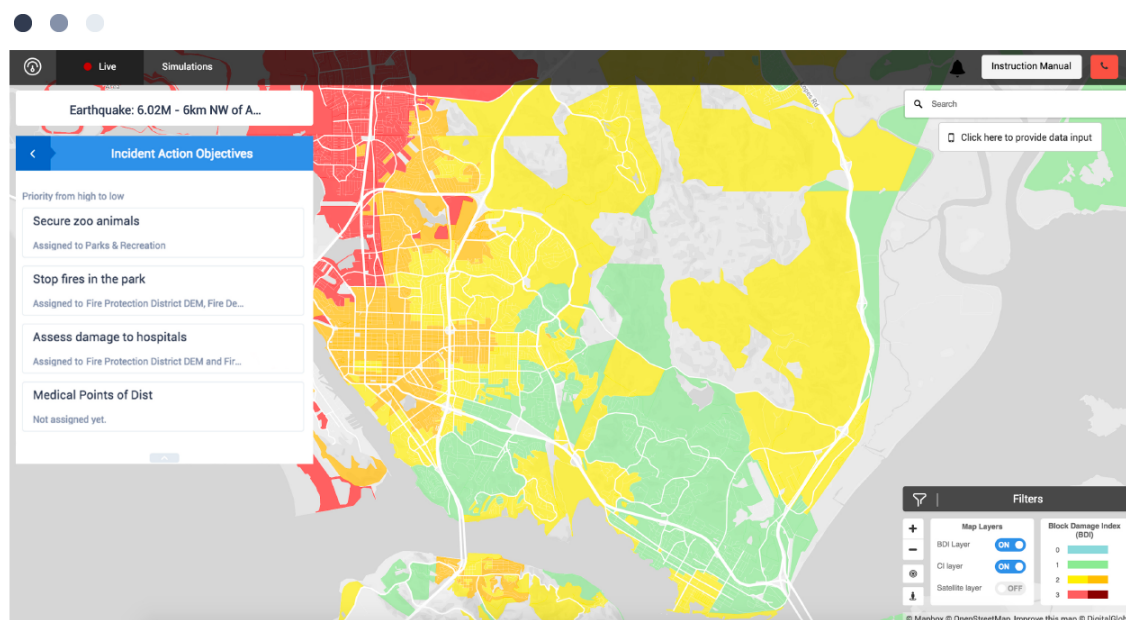 Live
Simulations
Instruction Manual
Earthquake: 6.02M - 6km NW of A...
Search
Click here to provide data input
Incident Action Objectives
Priority from high to low
Secure zoo animals
Assigned to Parks & Recreation
Stop fires in the park
Assigned to Fire Protection District DEM, Fire De...
Assess damage to hospitals
Assigned to Fire Protection District DEM and Fir...
Medical Points of Dist
Not assigned yet.
Filters
Map Layers
BDI Layer ON
CI layer ON
Satellite layer OFF
Block Damage Index
(BDI)
0
1
2
3
© Mapbox © OpenStreetMap Improve this map © DigitalGlob